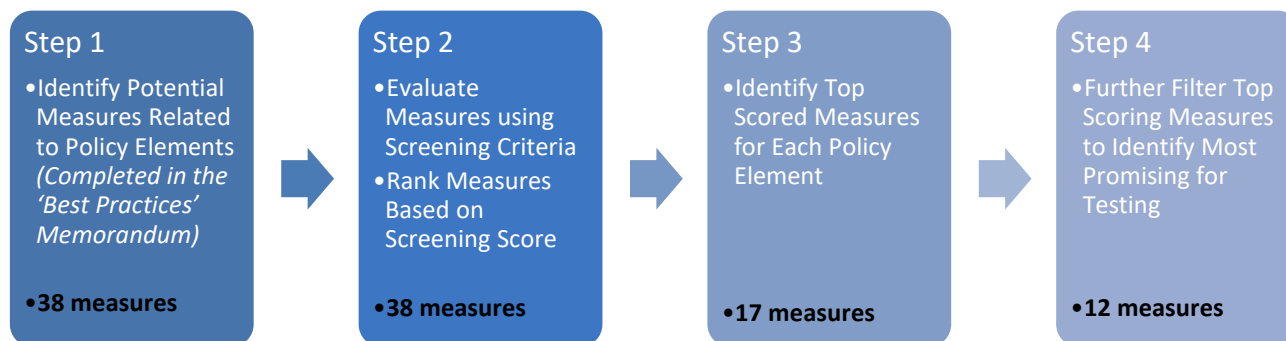 Step 1
•Identify Potential
Measures Related
to Policy Elements
(Completed in the
‘Best Practices’
Memorandum)
•38 measures
Step 2
•Evaluate
Measures using
Screening Criteria
•Rank Measures
Based on
Screening Score
•38 measures
Step 3
•Identify Top
Scored Measures
for Each Policy
Element
•17 measures
Step 4
•Further Filter Top
Scoring Measures
to Identify Most
Promising for
Testing
•12 measures